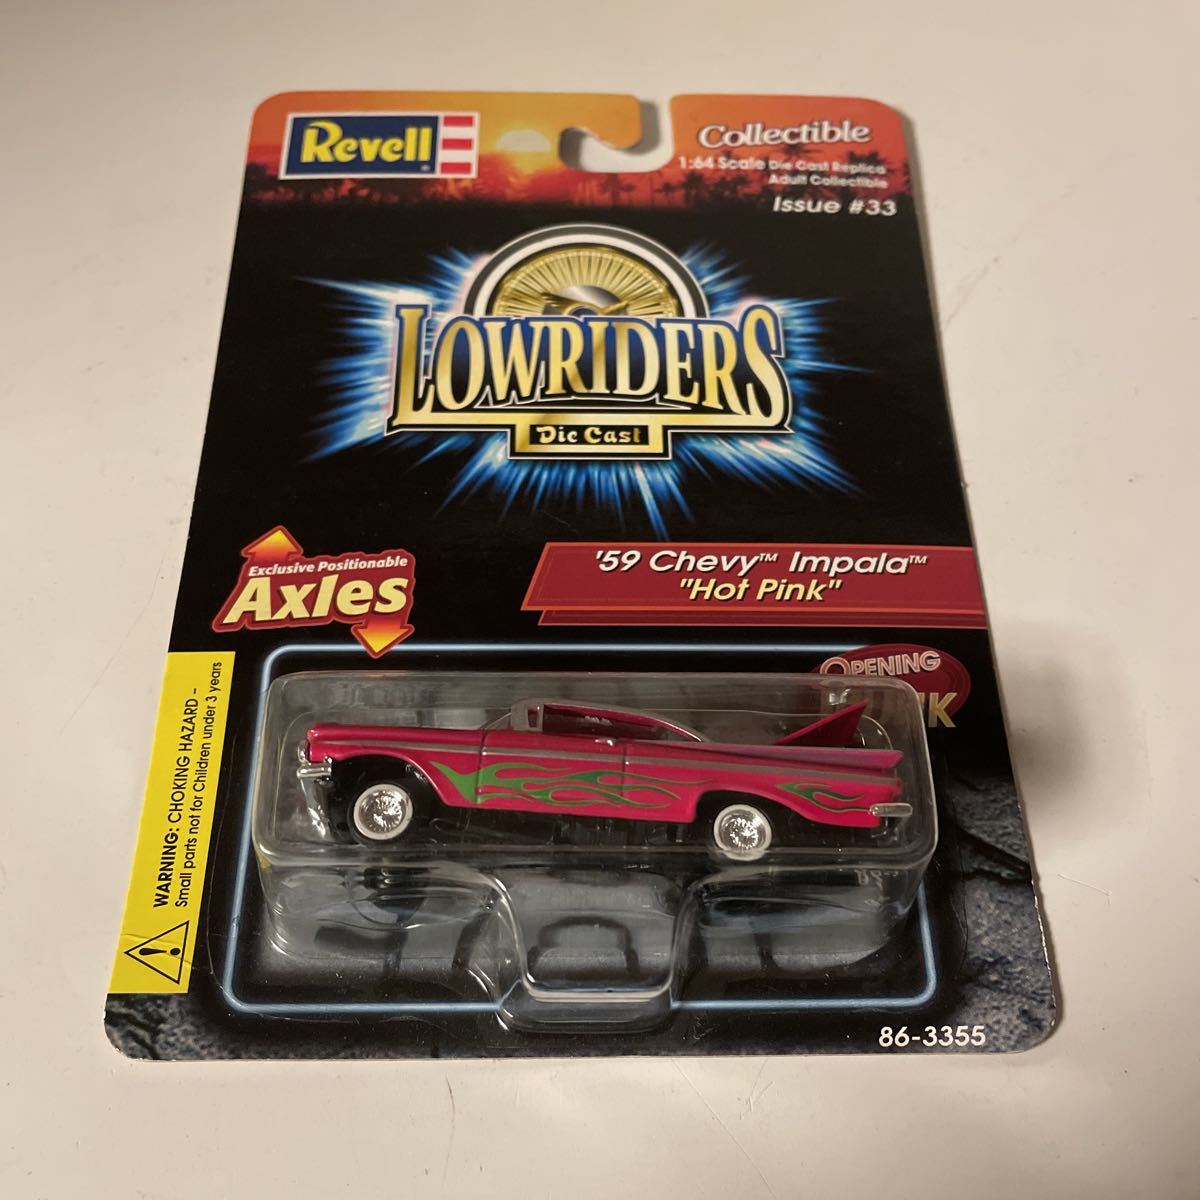 Revell
Collectible
1:64 Scale Die Cast Replica
Adult Collectible
Issue #33
LOWRIDERS
Die Cast
Exclusive Positionable
Axles
'59 Chevy™ Impala™
"Hot Pink"
OPENING
WARNING: CHOKING HAZARD -
Small parts not for Children under 3 years
86-3355